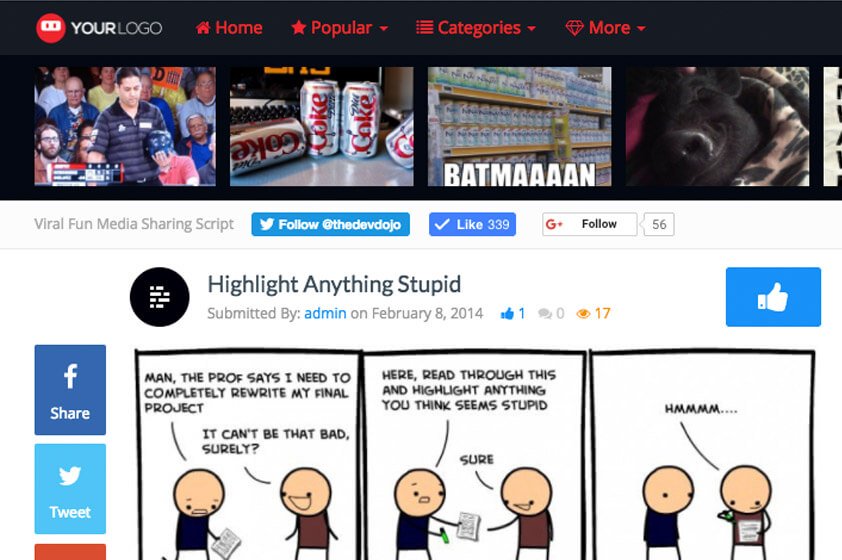 YOURLOGO
Home
Popular
Categories
More
Coke
Coke
Coke
BATMAAAAN
Viral Fun Media Sharing Script
Follow @thedevdojo
Like 339
G+ Follow
56
Highlight Anything Stupid
Submitted By: admin on February 8, 2014
1
0
17
f
Share
Tweet
MAN, THE PROF SAYS I NEED TO
COMPLETELY REWRITE MY FINAL
PROJECT
IT CAN'T BE THAT BAD,
SURELY?
HERE, READ THROUGH THIS
AND HIGHLIGHT ANYTHING
YOU THINK SEEMS STUPID
SURE
HMMMM....